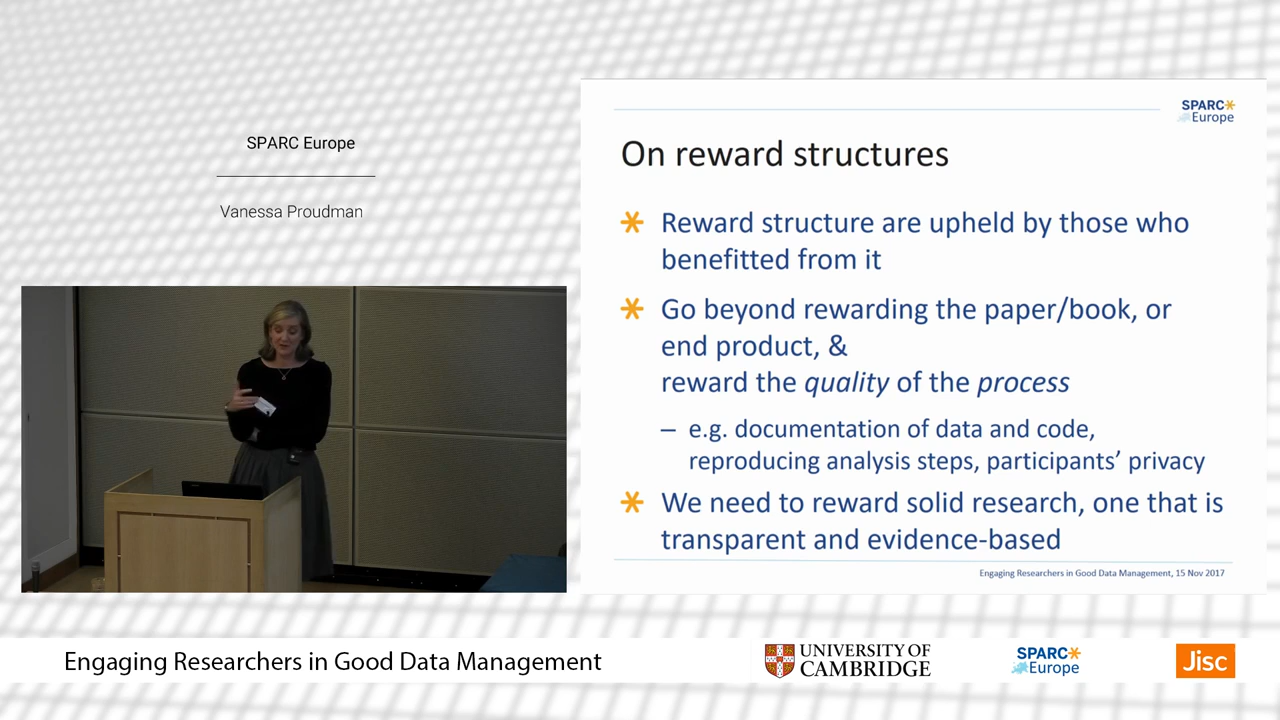 SPARC Europe
Vanessa Proudman
SPARC
Europe
On reward structures
Reward structure are upheld by those who
benefitted from it
Go beyond rewarding the paper/book, or
end product, &
reward the quality of the process
– e.g. documentation of data and code,
reproducing analysis steps, participants’ privacy
We need to reward solid research, one that is
transparent and evidence-based
Engaging Researchers in Good Data Management, 15 Nov 2017
Engaging Researchers in Good Data Management
UNIVERSITY OF
CAMBRIDGE
SPARC
Europe
Jisc